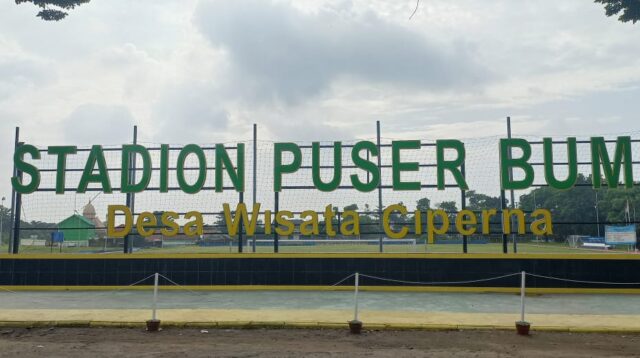 STADION PUSER BUM
Desa Wisata Ciperna